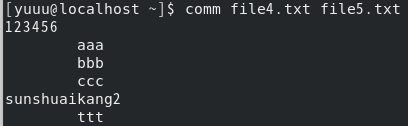 [yuuu@localhost ~]$ comm file4.txt file5.txt
123456
        aaa
        bbb
        ccc
sunshuaikang2
        ttt